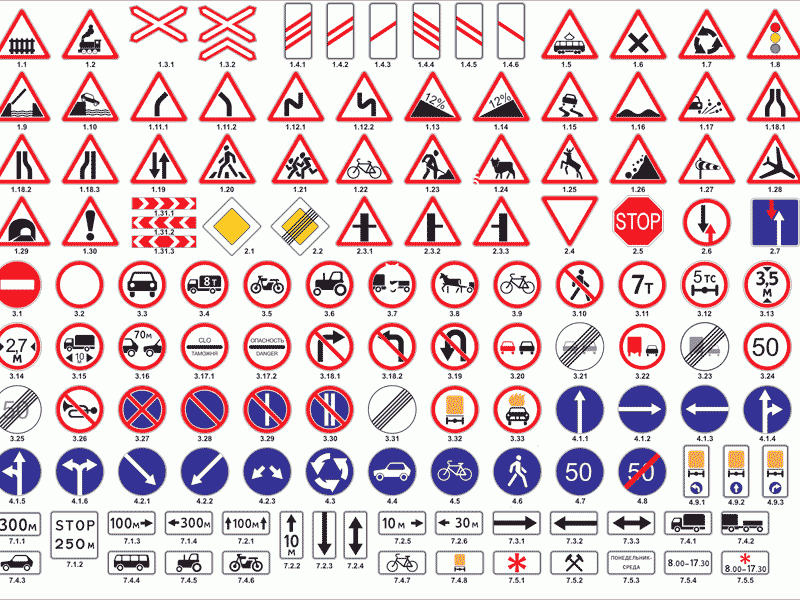 1.1 1.2 1.3.1 1.3.2 1.4.1 1.4.2 1.4.3 1.4.4 1.4.5 1.4.6 1.5 1.6 1.7 1.8
12% 12%
1.9 1.10 1.11.1 1.11.2 1.12.1 1.12.2 1.13 1.14 1.15 1.16 1.17 1.18.1
1.18.2 1.18.3 1.19 1.20 1.21 1.22 1.23 1.24 1.25 1.26 1.27 1.28
1.31.1
1.31.2
STOP
1.29 1.30 1.31.3 2.1 2.2 2.3.1 2.3.2 2.3.3 2.4 2.5 2.6 2.7
8т 7т 5тс 3,5 м
3.1 3.2 3.3 3.4 3.5 3.6 3.7 3.8 3.9 3.10 3.11 3.12 3.13
2,7 м 10 70м CLO ТАМОЖНЯ ОПАСНОСТЬ DANGER 50
3.14 3.15 3.16 3.17.1 3.17.2 3.18.1 3.18.2 3.19 3.20 3.21 3.22 3.23 3.24
50
3.25 3.26 3.27 3.28 3.29 3.30 3.31 3.32 3.33 4.1.1 4.1.2 4.1.3 4.1.4
50 50
4.1.5 4.1.6 4.2.1 4.2.2 4.2.3 4.3 4.4 4.5 4.6 4.7 4.8 4.9.1 4.9.2 4.9.3
300м STOP 250м 100м 300м 100м 10 м 10 м 30 м
7.1.1 7.1.2 7.1.3 7.1.4 7.2.1 7.2.2 7.2.3 7.2.4 7.2.5 7.2.6 7.3.1 7.3.2 7.3.3 7.4.1 7.4.2
ПОНЕДЕЛЬНИК-СРЕДА 8.00-17.30 8.00-17.30
7.4.3 7.4.4 7.4.5 7.4.6 7.4.7 7.4.8 7.5.1 7.5.2 7.5.3 7.5.4 7.5.5